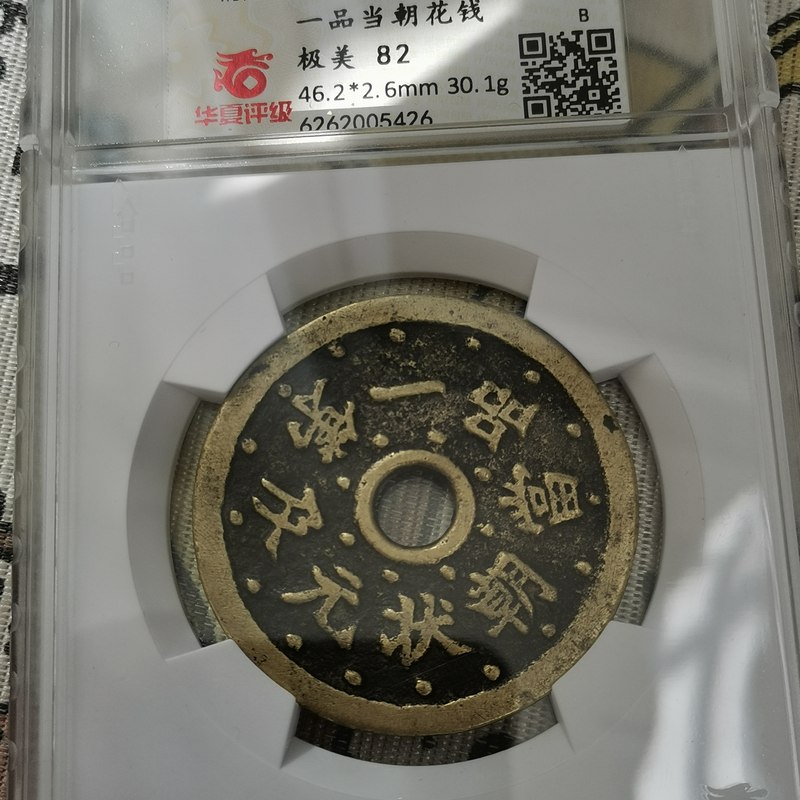 一品当朝花钱
B
极美 82
46.2*2.6mm 30.1g
华夏评级
6262005426
一品當朝状元及第